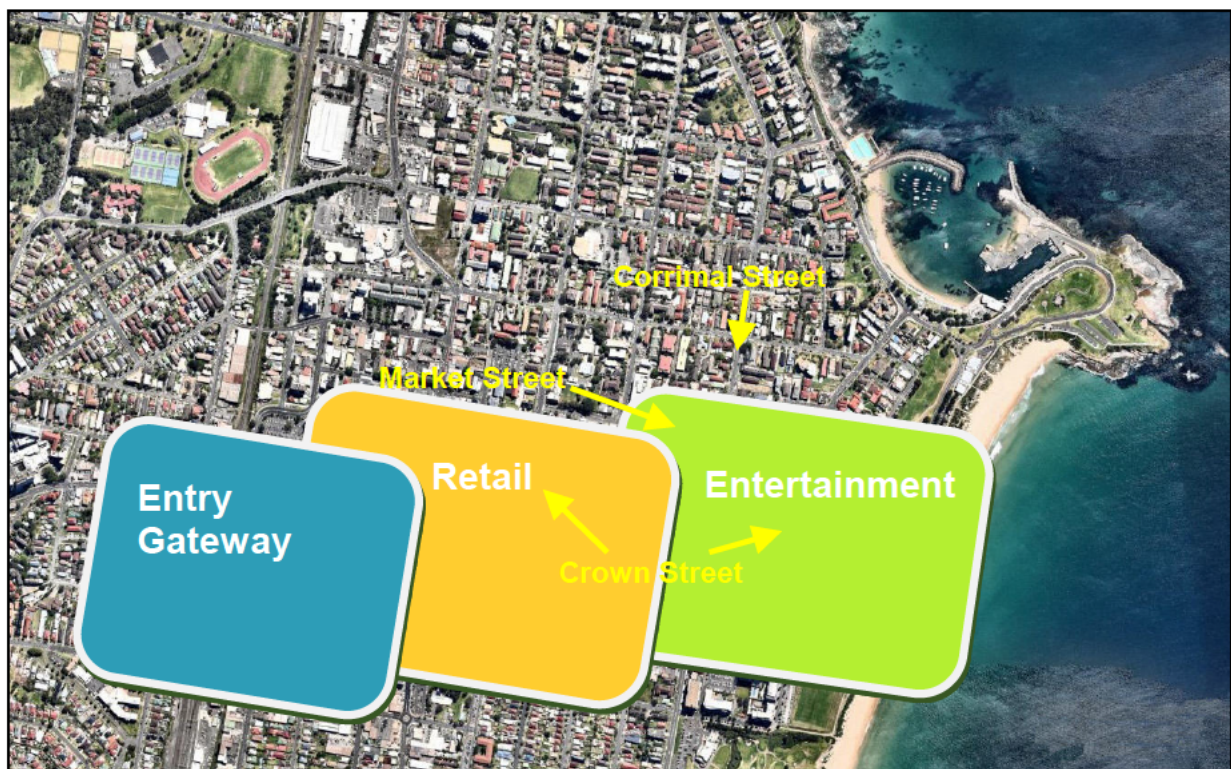 Corrimal Street
Market Street
Retail
Entertainment
Entry
Gateway
Crown Street